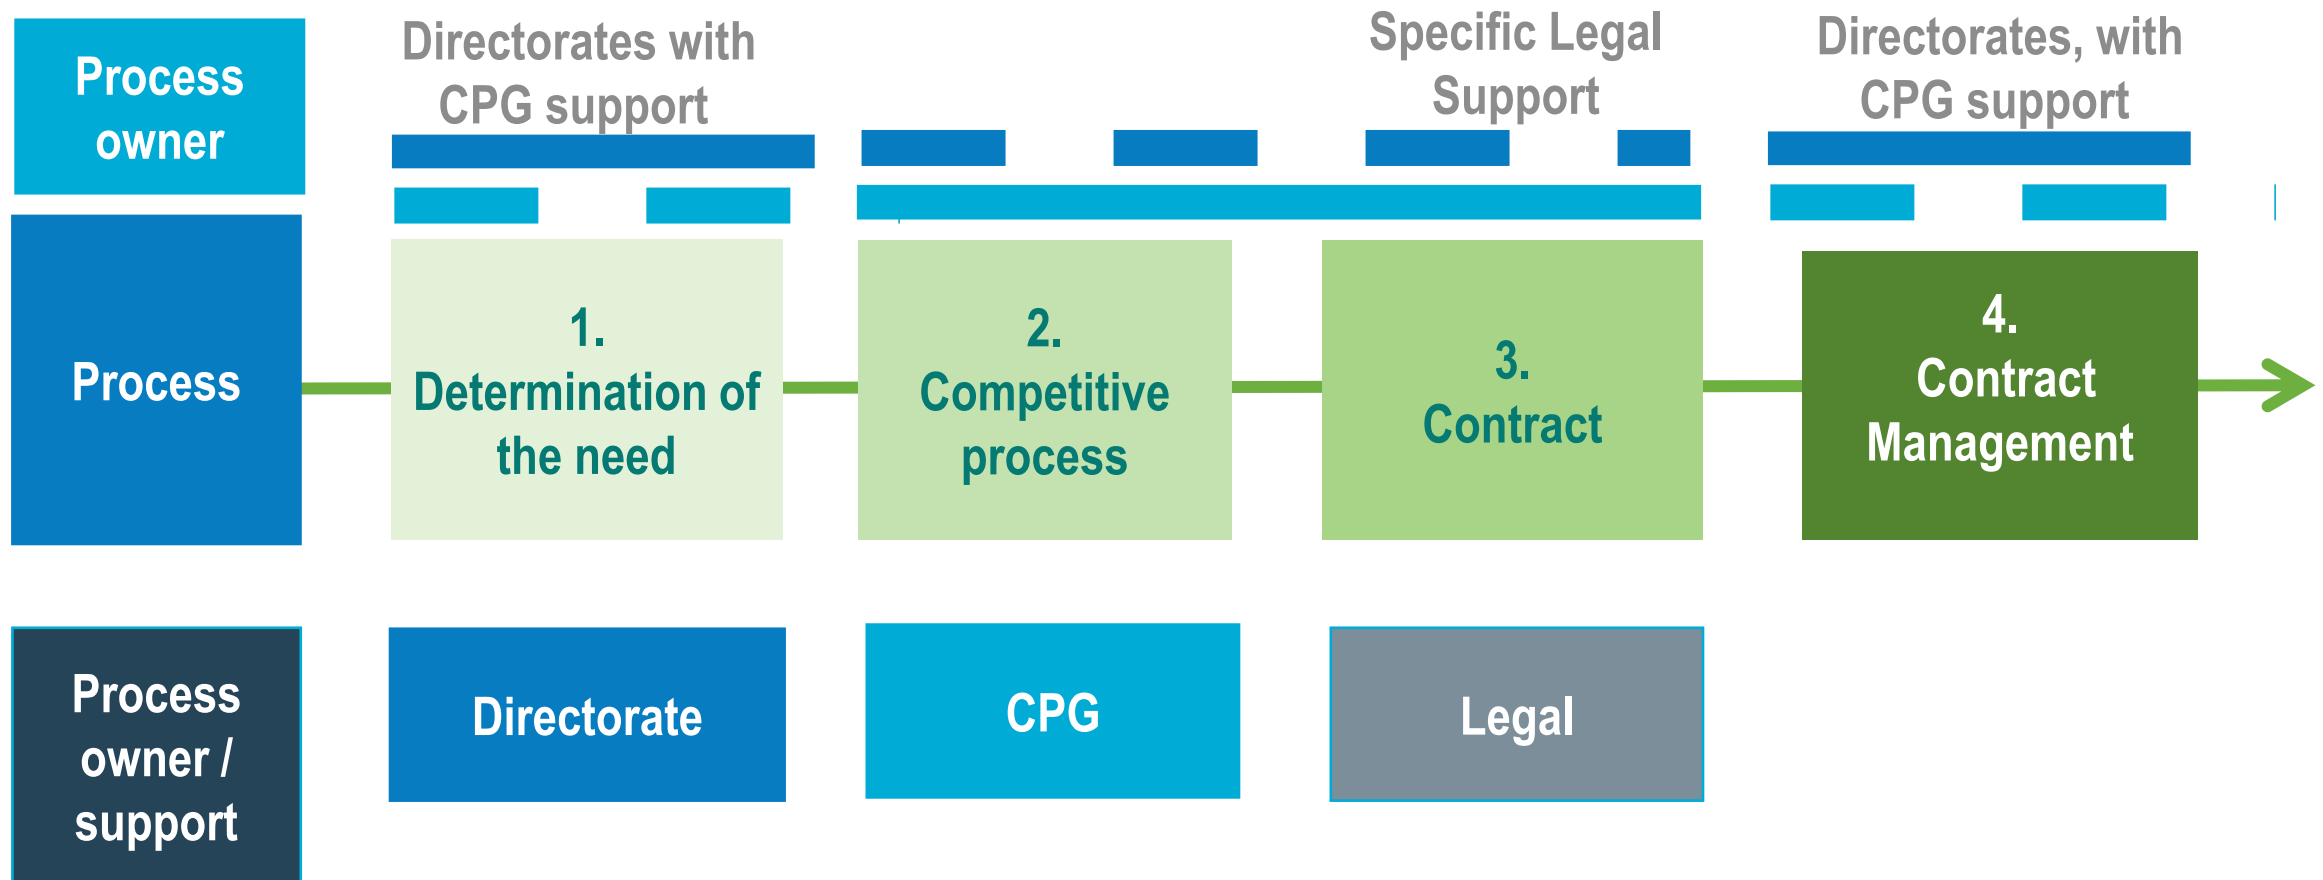 Process
owner
Directorates with
CPG support
Specific Legal
Support
Directorates, with
CPG support
Process
1.
Determination of
the need
2.
Competitive
process
3.
Contract
4.
Contract
Management
Process
owner /
support
Directorate
CPG
Legal